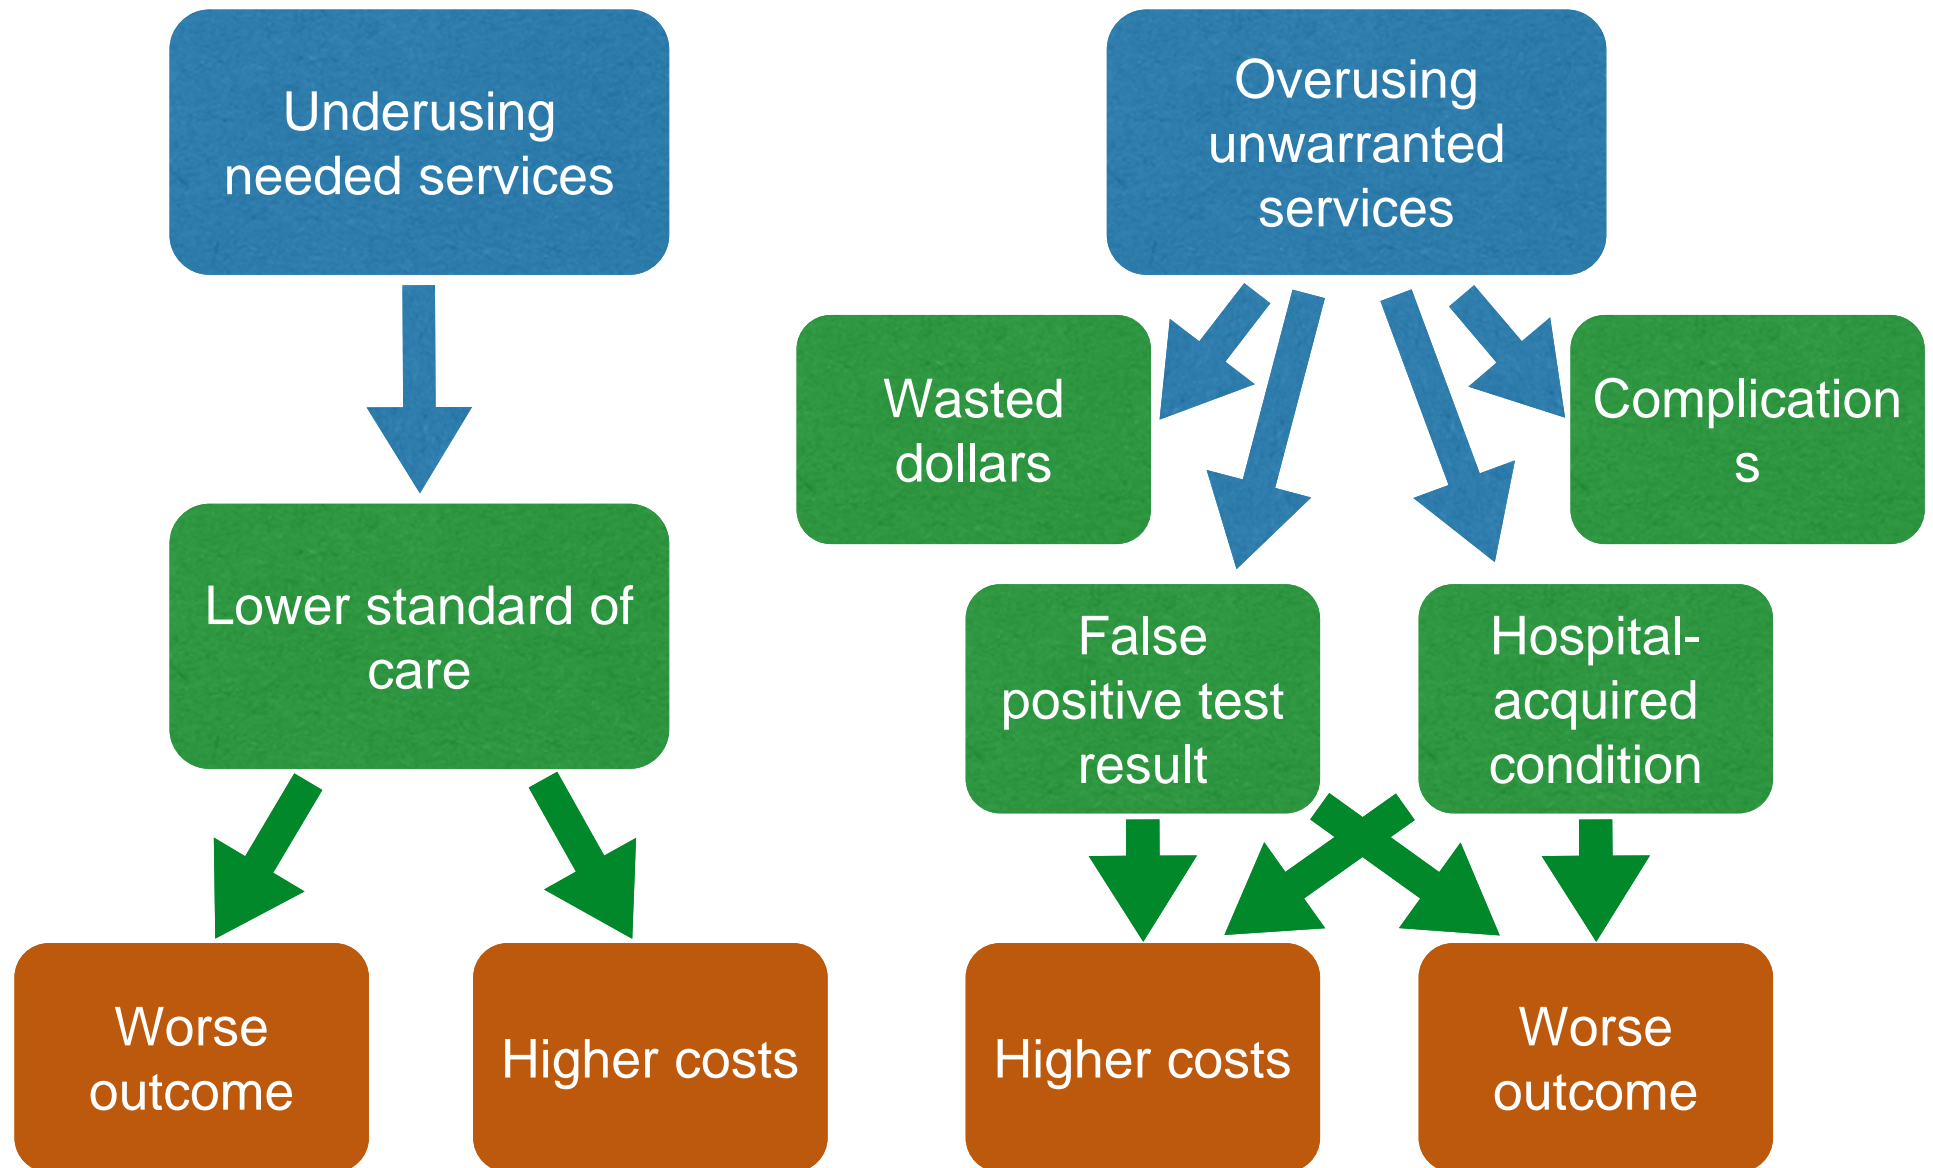 Underusing
needed services
Overusing
unwarranted
services
Wasted
dollars
Complication
s
Lower standard of
care
False
positive test
result
Hospital-
acquired
condition
Worse
outcome
Higher costs
Higher costs
Worse
outcome